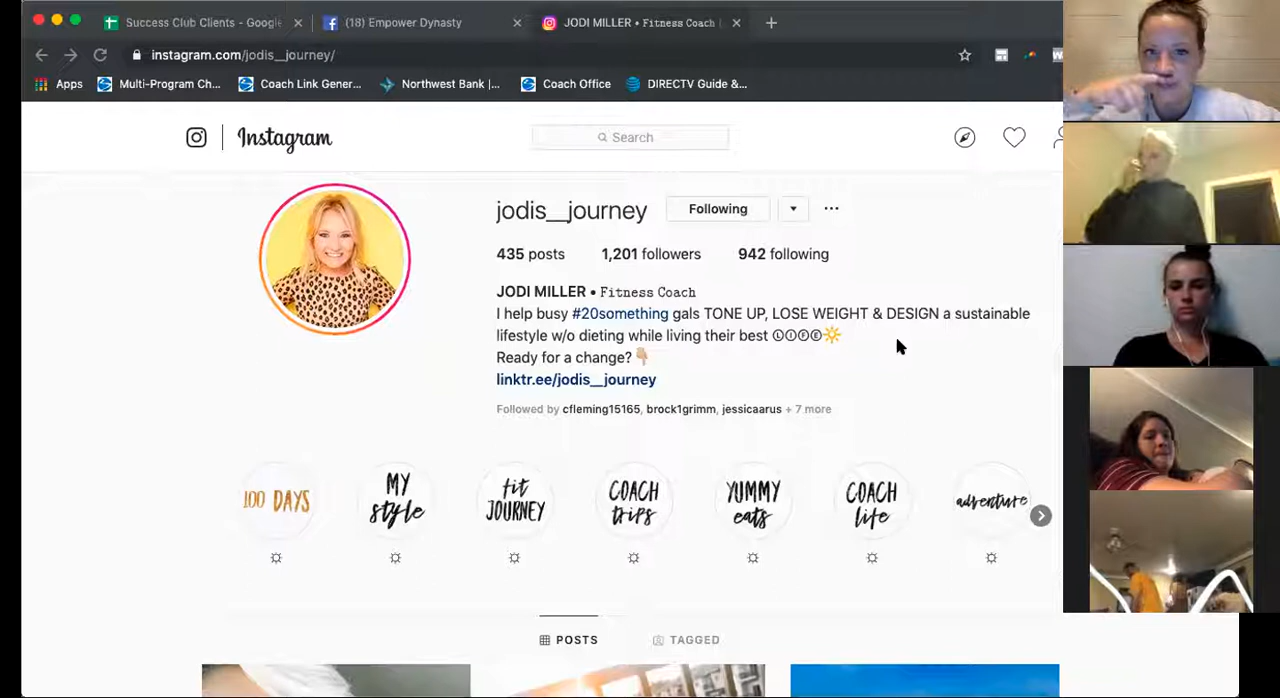 Success Club Clients - Google
(18) Empower Dynasty
JODI MILLER • Fitness Coach
instagram.com/jodis__journey/
Apps
Multi-Program Ch...
Coach Link Gener...
Northwest Bank |...
Coach Office
DIRECTV Guide &...
Instagram
Search
jodis__journey
Following
435 posts 1,201 followers 942 following
JODI MILLER • Fitness Coach
I help busy #20something gals TONE UP, LOSE WEIGHT & DESIGN a sustainable
lifestyle w/o dieting while living their best ⓁⒾⒻⒺ☀️
Ready for a change?👇🏼
linktr.ee/jodis__journey
Followed by cfleming15165, brock1grimm, jessicaarus + 7 more
100 DAYS
MY style
fit JOURNEY
COACH trips
YUMMY eats
COACH life
adventure
POSTS
TAGGED